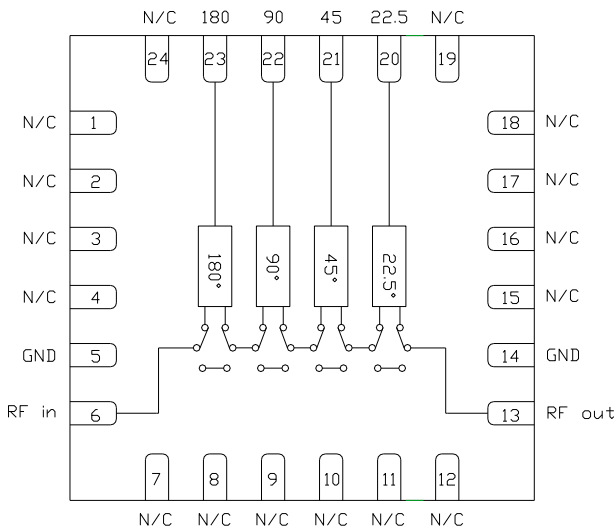 N/C 180 90 45 22.5 N/C
24 23 22 21 20 19
N/C 1 18 N/C
N/C 2 17 N/C
N/C 3 16 N/C
180° 90° 45° 22.5°
N/C 4 15 N/C
GND 5 14 GND
RF in 6 13 RF out
7 8 9 10 11 12
N/C N/C N/C N/C N/C N/C